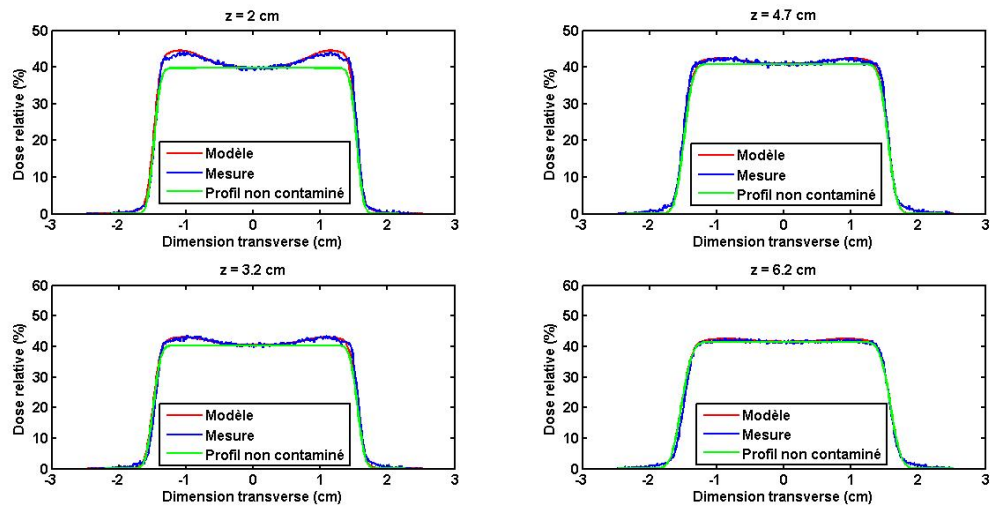 z = 2 cm
Dose relative (%)
50
40
30
20
10
0
-3 -2 -1 0 1 2 3
Dimension transverse (cm)
Modèle
Mesure
Profil non contaminé
z = 4.7 cm
Dose relative (%)
50
40
30
20
10
0
-3 -2 -1 0 1 2 3
Dimension transverse (cm)
Modèle
Mesure
Profil non contaminé
z = 3.2 cm
Dose relative (%)
60
50
40
30
20
10
0
-3 -2 -1 0 1 2 3
Dimension transverse (cm)
Modèle
Mesure
Profil non contaminé
z = 6.2 cm
Dose relative (%)
60
50
40
30
20
10
0
-3 -2 -1 0 1 2 3
Dimension transverse (cm)
Modèle
Mesure
Profil non contaminé